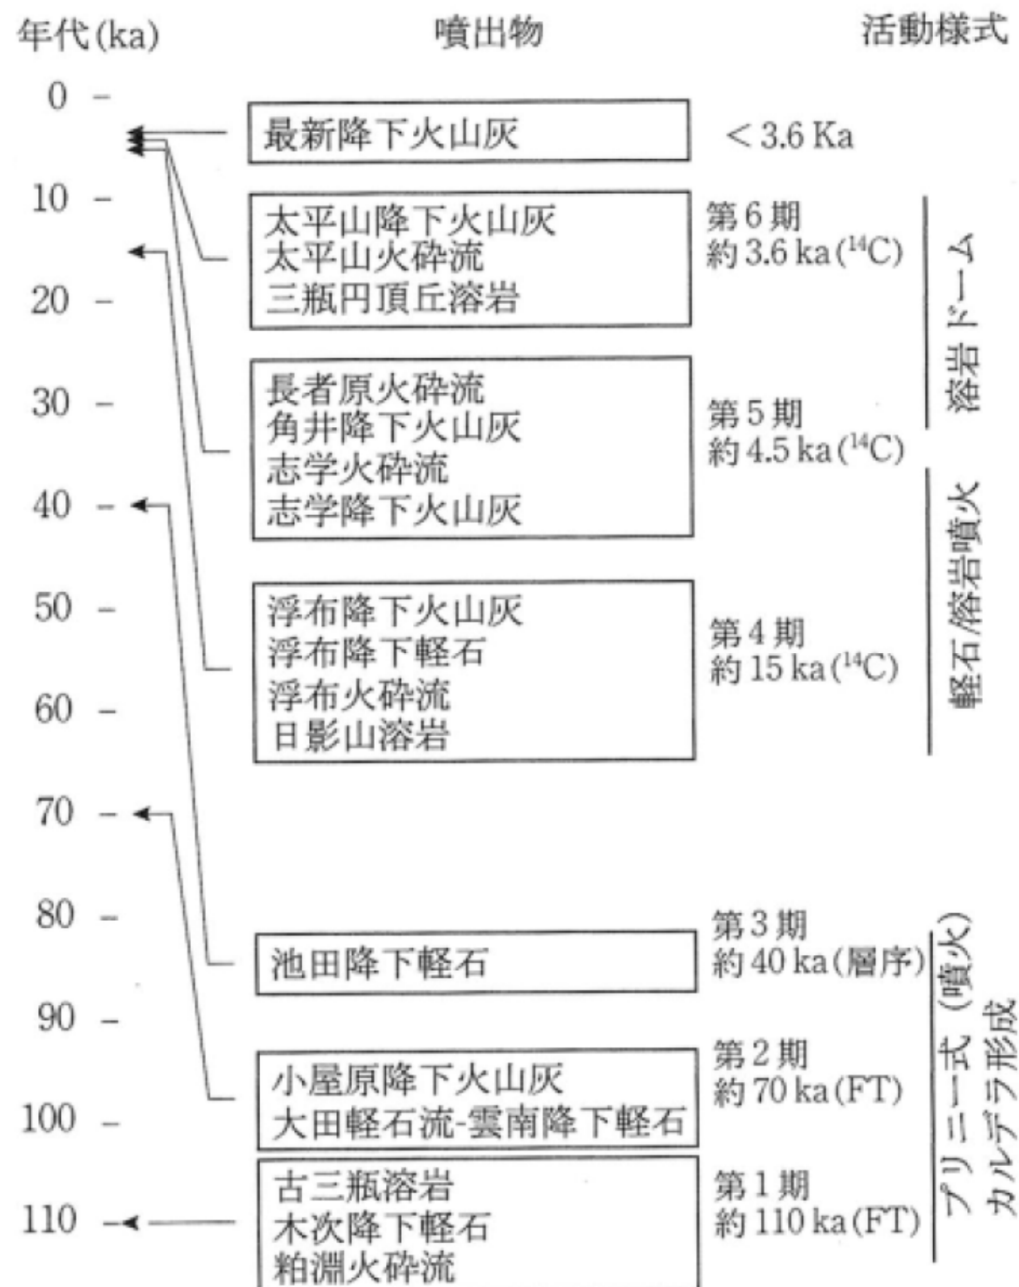 年代(ka)
噴出物
活動様式
0
最新降下火山灰
< 3.6 Ka
10
太平山降下火山灰
太平山火砕流
三瓶円頂丘溶岩
第6期
約3.6 ka(¹⁴C)
溶岩ドーム
20
30
長者原火砕流
角井降下火山灰
志学火砕流
志学降下火山灰
第5期
約4.5 ka(¹⁴C)
40
軽石/溶岩噴火
50
浮布降下火山灰
浮布降下軽石
浮布火砕流
日影山溶岩
第4期
約15 ka(¹⁴C)
60
70
80
池田降下軽石
第3期
約40 ka(層序)
プリニー式(噴火)
カルデラ形成
90
小屋原降下火山灰
大田軽石流-雲南降下軽石
第2期
約70 ka(FT)
100
古三瓶溶岩
木次降下軽石
粕淵火砕流
第1期
約110 ka(FT)
110